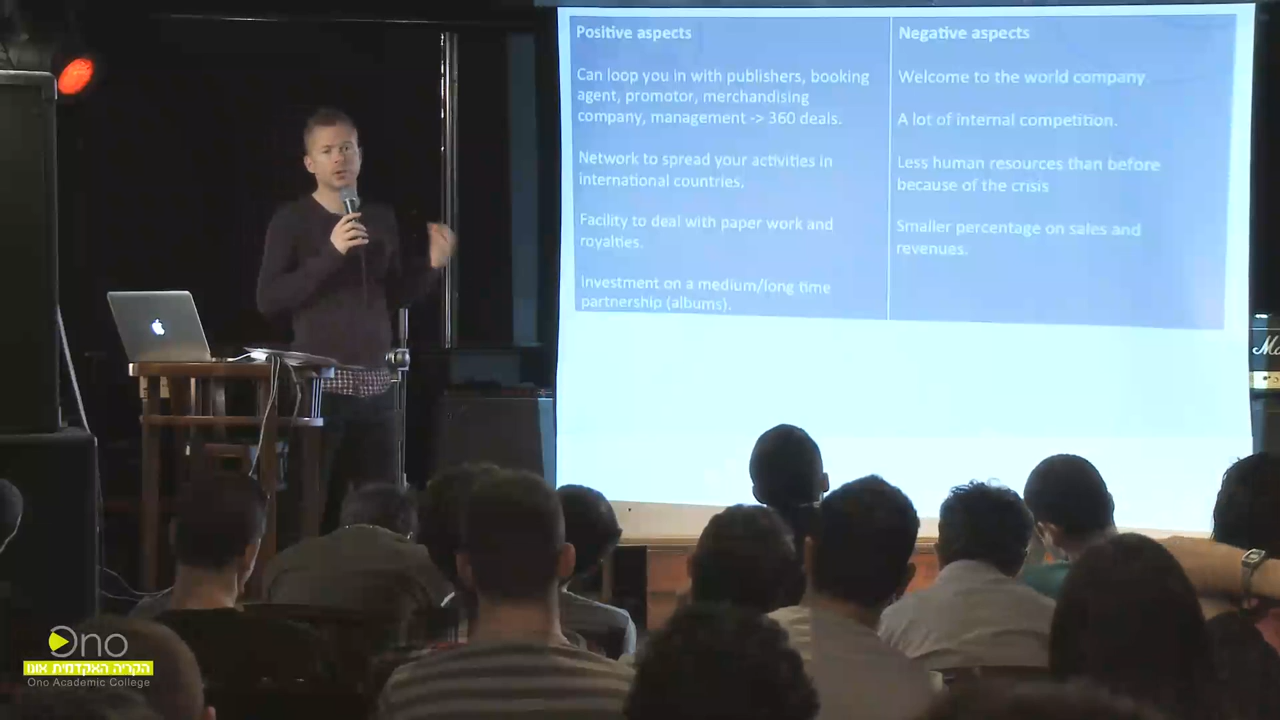 Positive aspects
Can loop you in with publishers, booking
agent, promotor, merchandising
company, management -> 360 deals.
Network to spread your activities in
international countries,
Facility to deal with paper work and
royalties.
Investment on a medium/long time
partnership (albums).
Negative aspects
Welcome to the world company.
A lot of internal competition.
Less human resources than before
because of the crisis
Smaller percentage on sales and
revenues.
Ono
הקריה האקדמית אונו
Ono Academic College